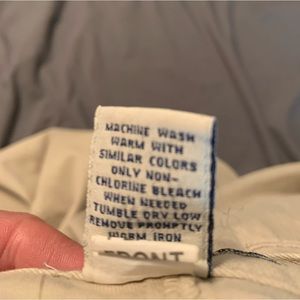 MACHINE WASH
WARM WITH
SIMILAR COLORS
ONLY NON-
CHLORINE BLEACH
WHEN NEEDED
TUMBLE DRY LOW
REMOVE PROMPTLY
WARM IRON
FRONT